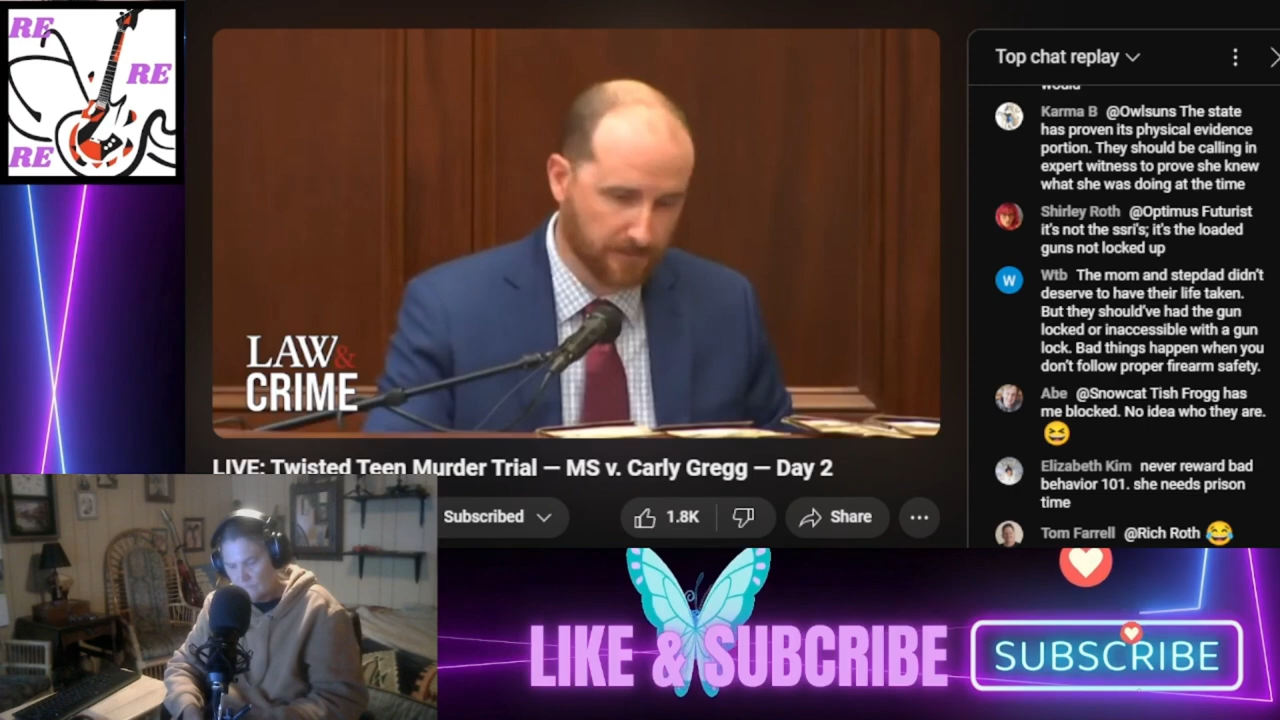 RE
RE
RE
LAW&
CRIME
LIVE: Twisted Teen Murder Trial — MS v. Carly Gregg — Day 2
Subscribed
1.8K
Share
Top chat replay
would
Karma B @Owlsuns The state
has proven its physical evidence
portion. They should be calling in
expert witness to prove she knew
what she was doing at the time
Shirley Roth @Optimus Futurist
it's not the ssri's; it's the loaded
guns not locked up
W
Wtb The mom and stepdad didn't
deserve to have their life taken.
But they should've had the gun
locked or inaccessible with a gun
lock. Bad things happen when you
don't follow proper firearm safety.
Abe @Snowcat Tish Frogg has
me blocked. No idea who they are.
😆
Elizabeth Kim never reward bad
behavior 101. she needs prison
time
Tom Farrell @Rich Roth 😂
LIKE & SUBCRIBE
SUBSCRIBE